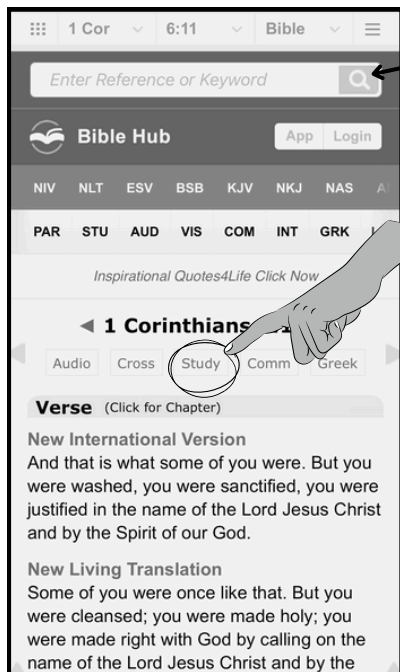 1 Cor 6:11 Bible
Enter Reference or Keyword
Bible Hub App Login
NIV NLT ESV BSB KJV NKJ NAS
PAR STU AUD VIS COM INT GRK
Inspirational Quotes4Life Click Now
1 Corinthians
Audio Cross Study Comm Greek
Verse (Click for Chapter)
New International Version
And that is what some of you were. But you
were washed, you were sanctified, you were
justified in the name of the Lord Jesus Christ
and by the Spirit of our God.
New Living Translation
Some of you were once like that. But you
were cleansed; you were made holy; you
were made right with God by calling on the
name of the Lord Jesus Christ and by the